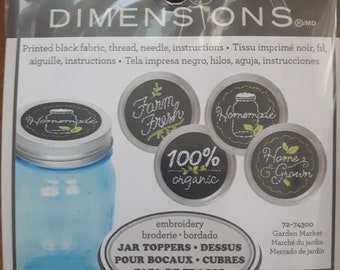 DIMENSIONS®/MD
Printed black fabric, thread, needle, instructions • Tissu imprimé noir, fil,
aiguille, instructions • Tela impresa negro, hilos, aguja, instrucciones
Homemade
Farm
Fresh
Homemade
100%
organic
Home
Grown
embroidery
broderie • bordado
JAR TOPPERS • DESSUS
POUR BOCAUX • CUBRES
72-74300
Garden Market
Marché du jardin
Mercado de jardín